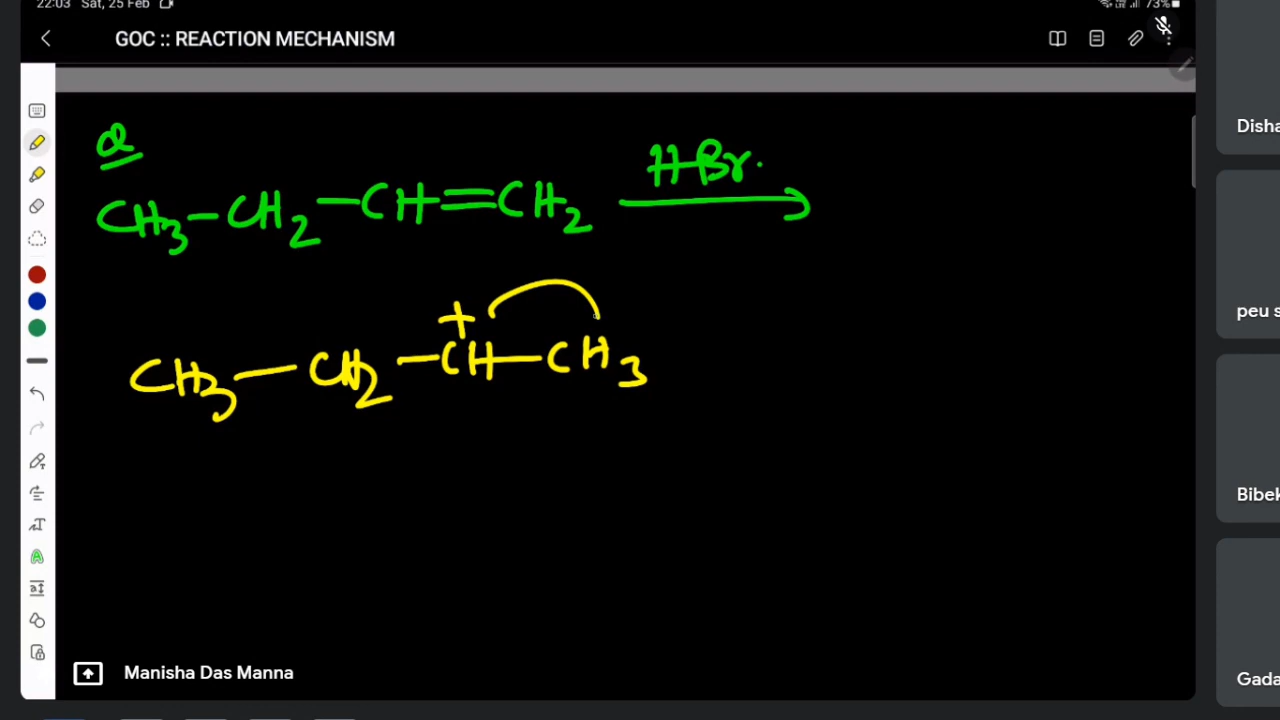 22:03 Sat, 25 Feb 73%
GOC :: REACTION MECHANISM
Q
HBr.
CH3-CH2-CH=CH2
+
CH3-CH2-CH-CH3
A
Manisha Das Manna
Disha
peu s
Bibek
Gada